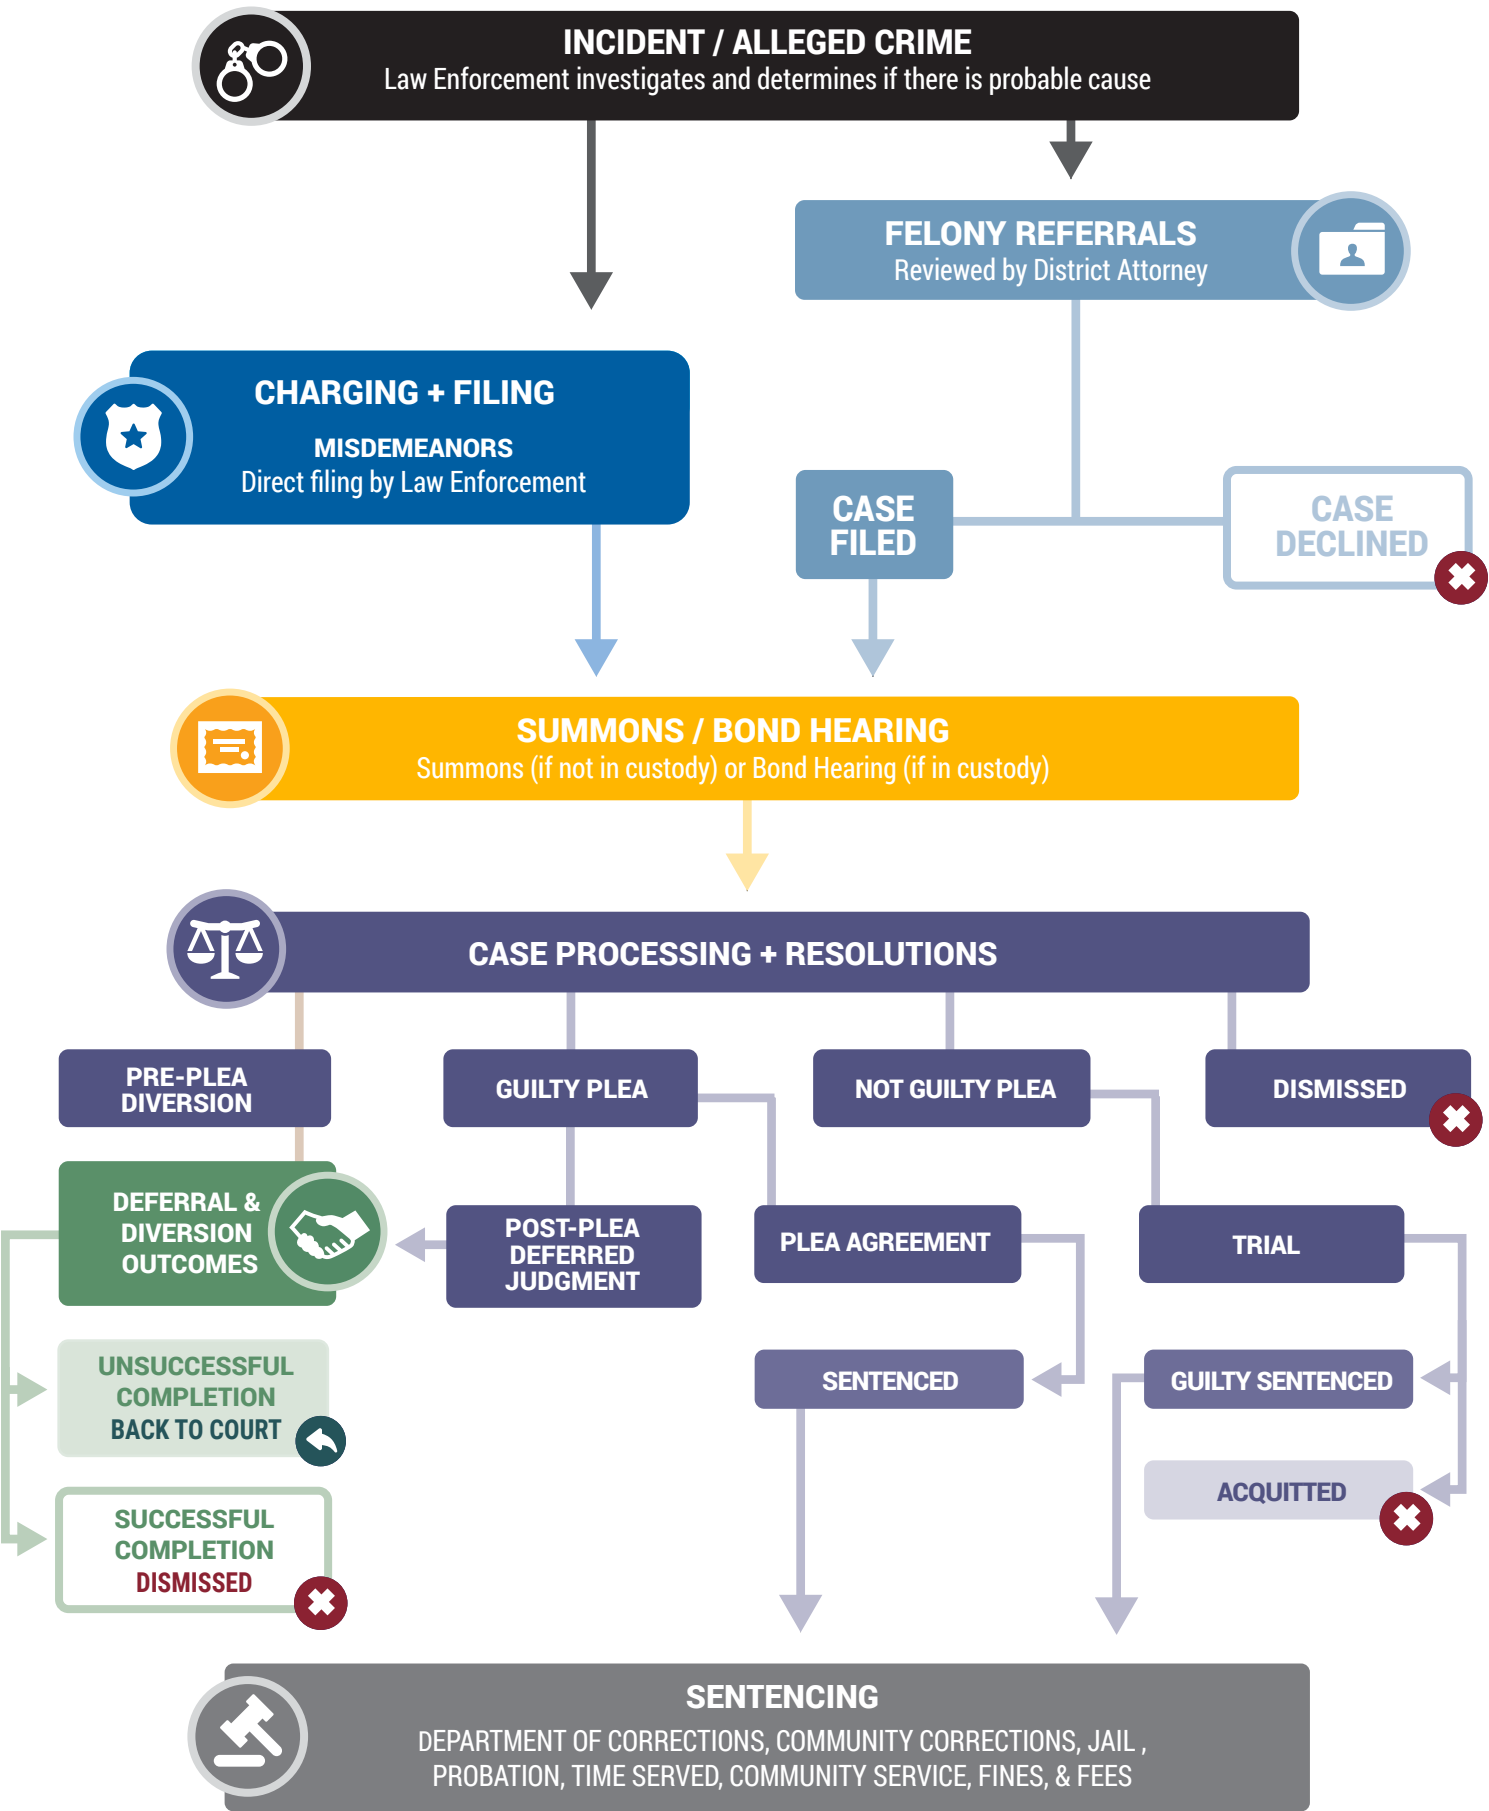 INCIDENT / ALLEGED CRIME
Law Enforcement investigates and determines if there is probable cause
FELONY REFERRALS
Reviewed by District Attorney
CHARGING + FILING
MISDEMEANORS
Direct filing by Law Enforcement
CASE
FILED
CASE
DECLINED
SUMMONS / BOND HEARING
Summons (if not in custody) or Bond Hearing (if in custody)
CASE PROCESSING + RESOLUTIONS
PRE-PLEA
DIVERSION
GUILTY PLEA
NOT GUILTY PLEA
DISMISSED
DEFERRAL &
DIVERSION
OUTCOMES
POST-PLEA
DEFERRED
JUDGMENT
PLEA AGREEMENT
TRIAL
UNSUCCESSFUL
COMPLETION
BACK TO COURT
SENTENCED
GUILTY SENTENCED
ACQUITTED
SUCCESSFUL
COMPLETION
DISMISSED
SENTENCING
DEPARTMENT OF CORRECTIONS, COMMUNITY CORRECTIONS, JAIL ,
PROBATION, TIME SERVED, COMMUNITY SERVICE, FINES, & FEES